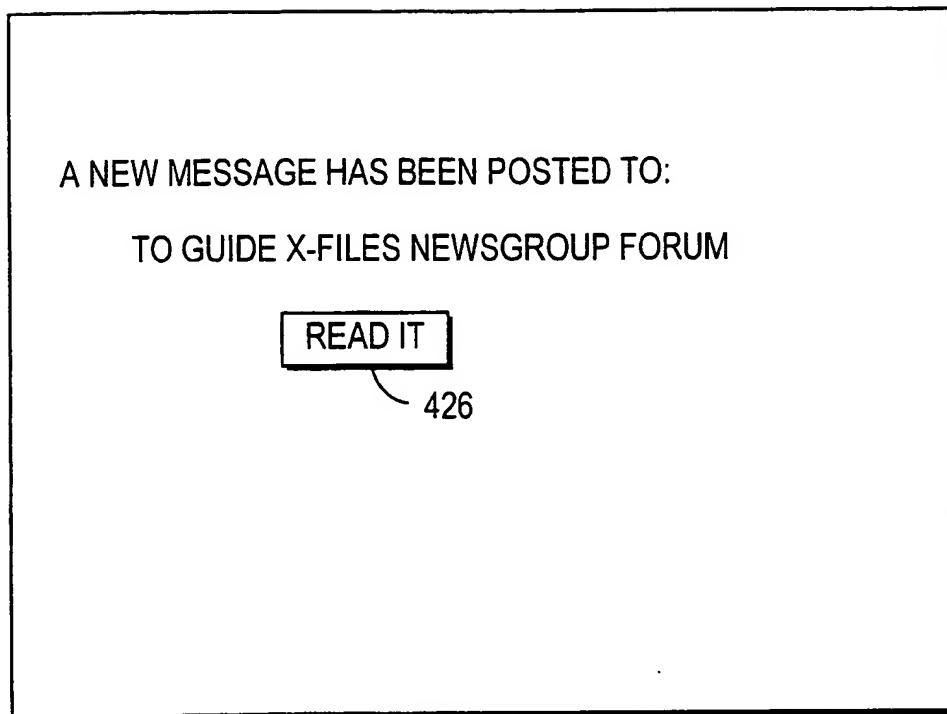 A NEW MESSAGE HAS BEEN POSTED TO:
TO GUIDE X-FILES NEWSGROUP FORUM
READ IT
426